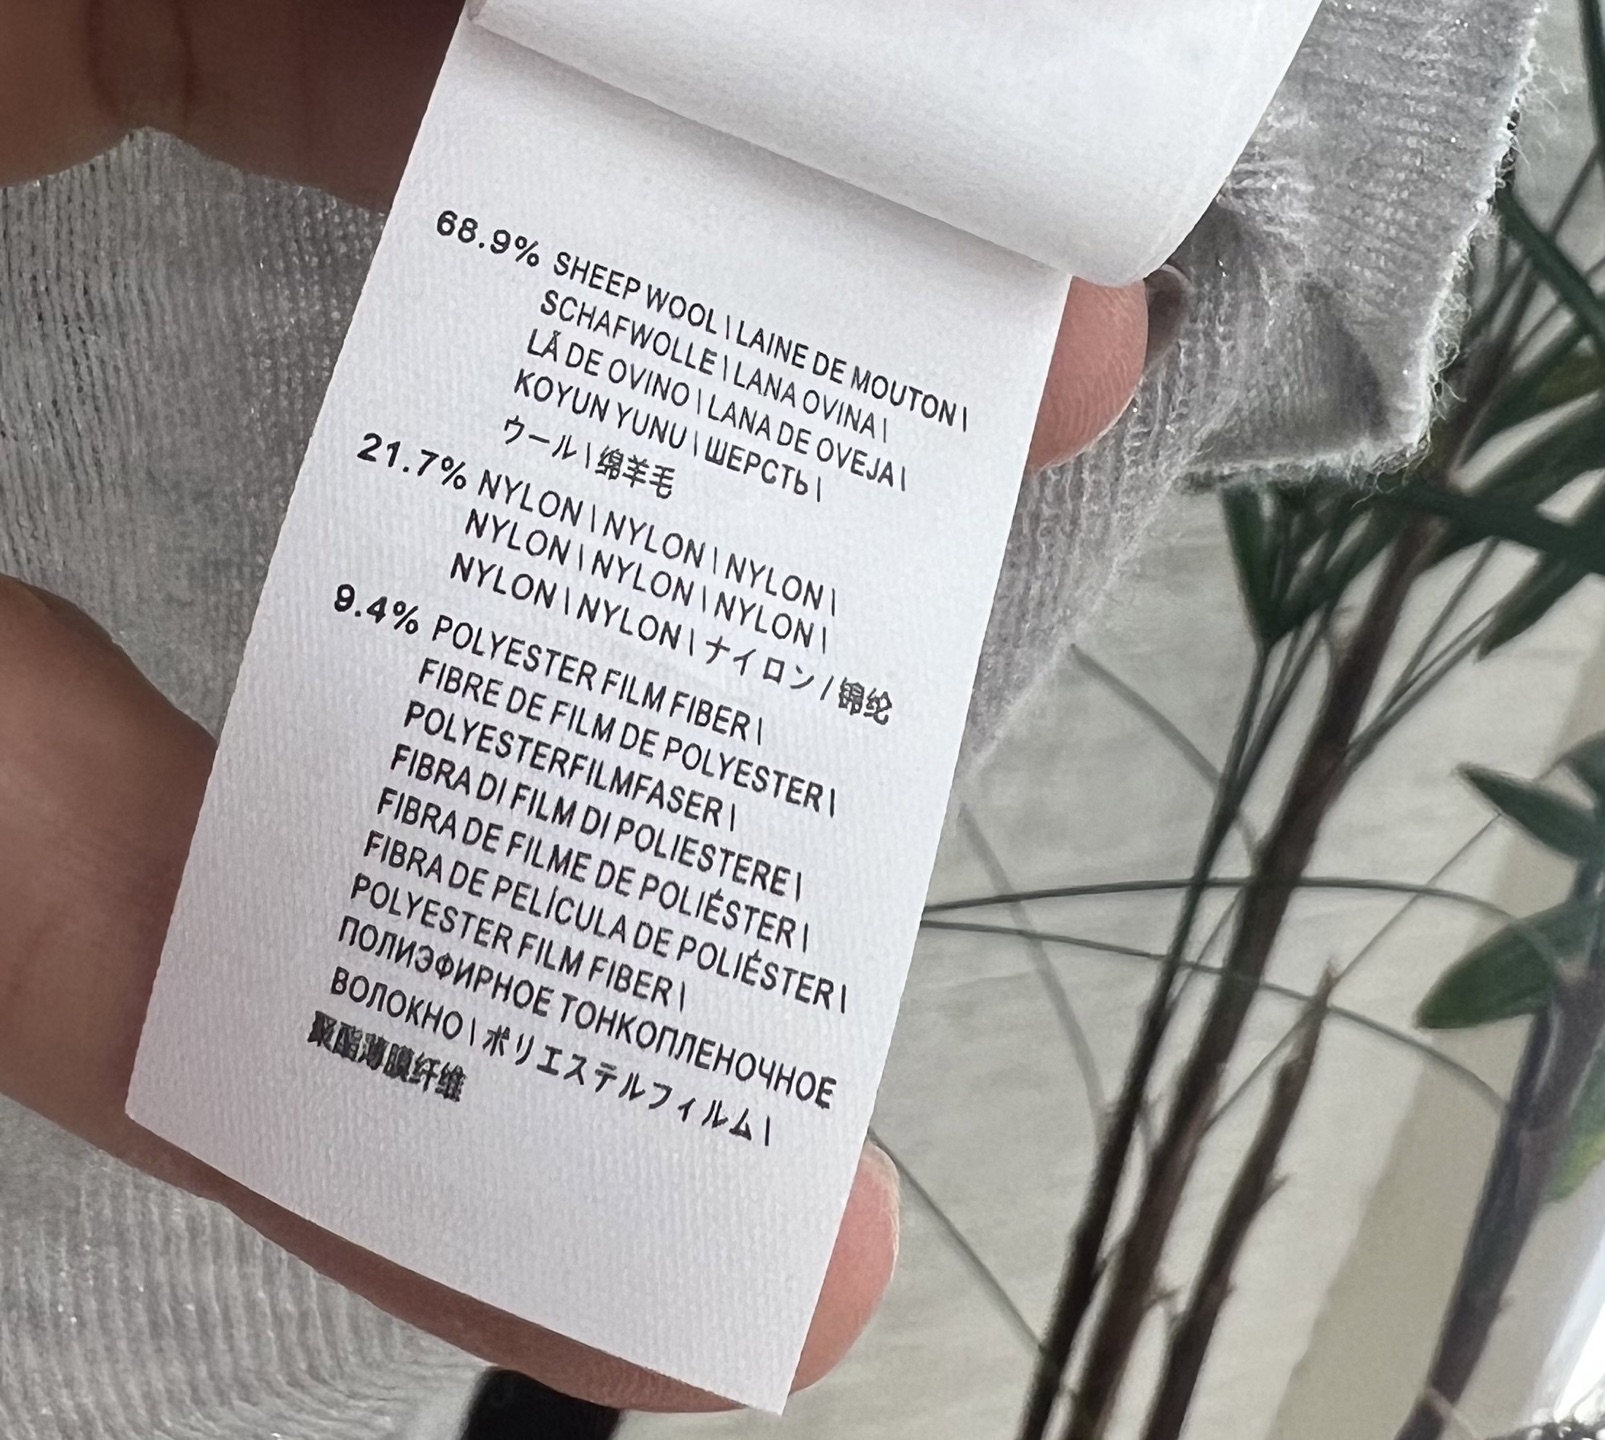 68.9% SHEEP WOOL | LAINE DE MOUTON |
SCHAFWOLLE | LANA OVINA |
LÃ DE OVINO | LANA DE OVEJA |
KOYUN YUNU | ШЕРСТЬ |
ウール | 绵羊毛
21.7% NYLON | NYLON | NYLON |
NYLON | NYLON | NYLON |
NYLON | NYLON | ナイロン / 锦纶
9.4% POLYESTER FILM FIBER |
FIBRE DE FILM DE POLYESTER |
POLYESTERFILMFASER |
FIBRA DI FILM DI POLIESTERE |
FIBRA DE FILME DE POLIÉSTER |
FIBRA DE PELÍCULA DE POLIÉSTER |
POLYESTER FILM FIBER |
ПОЛИЭФИРНОЕ ТОНКОПЛЕНОЧНОЕ
ВОЛОКНО | ポリエステルフィルム |
聚酯薄膜纤维